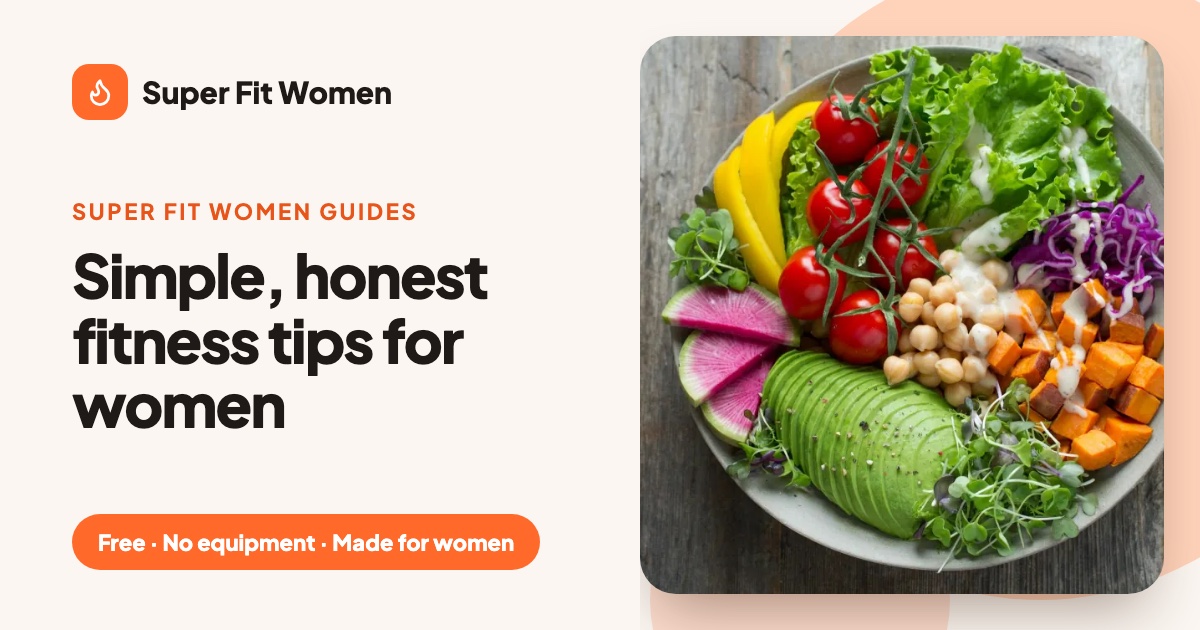 Super Fit Women
SUPER FIT WOMEN GUIDES
Simple, honest
fitness tips for
women
Free · No equipment · Made for women